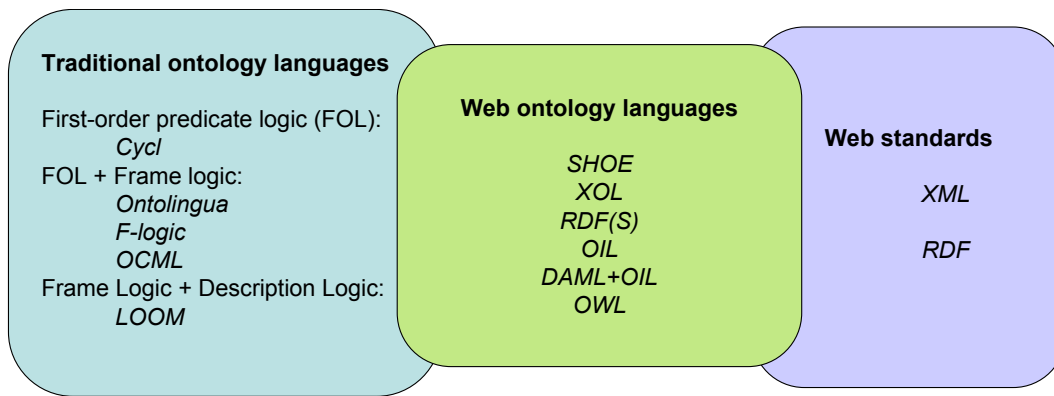 Traditional ontology languages
First-order predicate logic (FOL):
Cycl
FOL + Frame logic:
Ontolingua
F-logic
OCML
Frame Logic + Description Logic:
LOOM
Web ontology languages
SHOE
XOL
RDF(S)
OIL
DAML+OIL
OWL
Web standards
XML
RDF